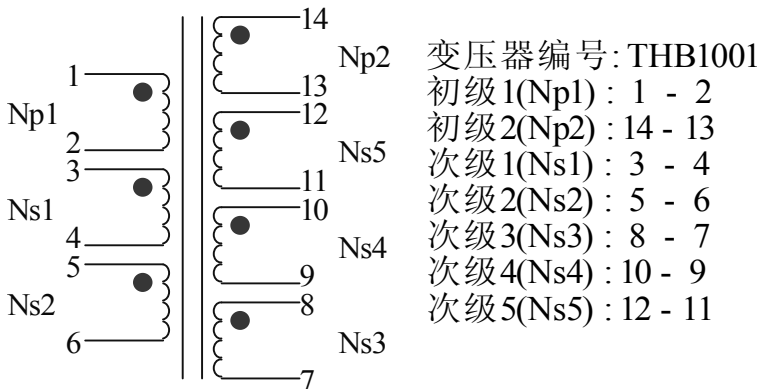 1
2
3
4
5
6
Np1
Ns1
Ns2
14
13
12
11
10
9
8
7
Np2
Ns5
Ns4
Ns3
变压器编号: THB1001
初级1(Np1) : 1 - 2
初级2(Np2) : 14 - 13
次级1(Ns1) : 3 - 4
次级2(Ns2) : 5 - 6
次级3(Ns3) : 8 - 7
次级4(Ns4) : 10 - 9
次级5(Ns5) : 12 - 11